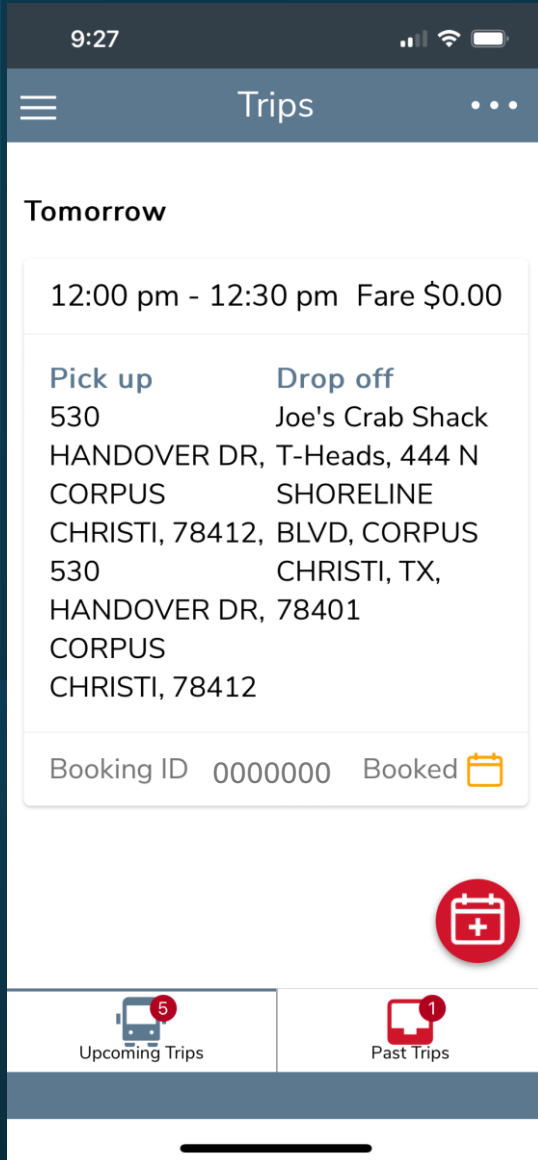 9:27
Trips
Tomorrow
12:00 pm - 12:30 pm Fare $0.00
Pick up
530
HANDOVER DR,
CORPUS
CHRISTI, 78412,
530
HANDOVER DR,
CORPUS
CHRISTI, 78412
Drop off
Joe's Crab Shack
T-Heads, 444 N
SHORELINE
BLVD, CORPUS
CHRISTI, TX,
78401
Booking ID 0000000 Booked
5
Upcoming Trips
1
Past Trips